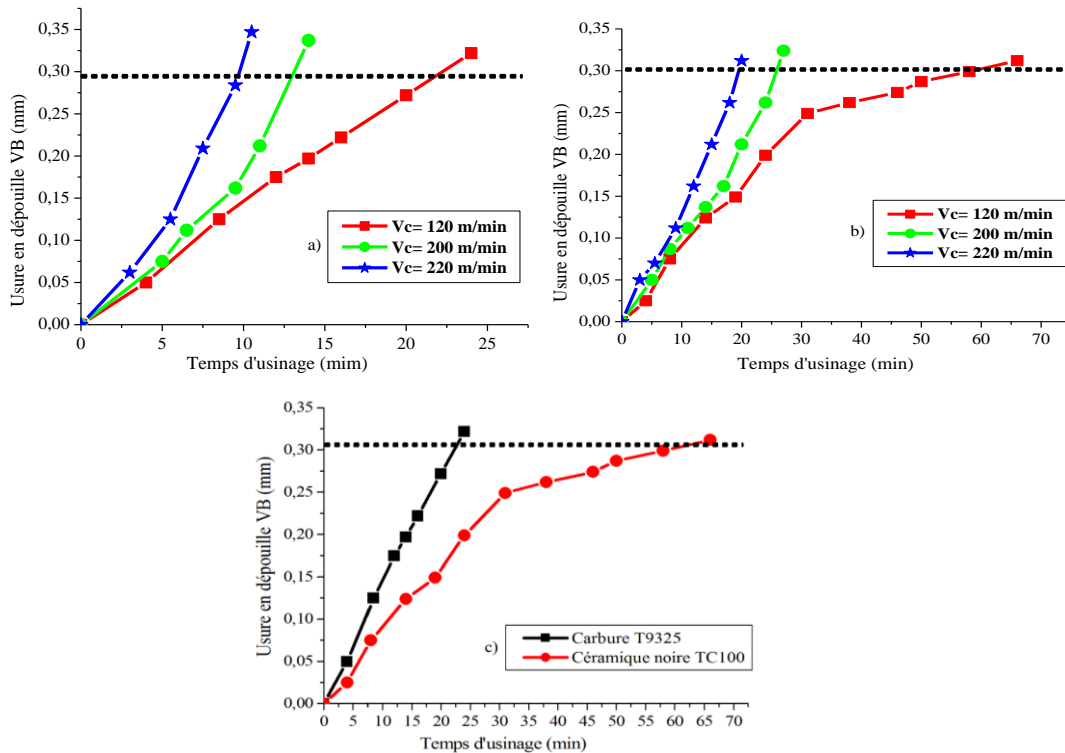 0,35
0,30
0,25
0,20
0,15
0,10
0,05
0,00
Usure en dépouille VB (mm)
a)
Vc= 120 m/min
Vc= 200 m/min
Vc= 220 m/min
0 5 10 15 20 25
Temps d'usinage (mim)
0,35
0,30
0,25
0,20
0,15
0,10
0,05
0,00
Usure en dépouille VB (mm)
b)
Vc= 120 m/min
Vc= 200 m/min
Vc= 220 m/min
0 10 20 30 40 50 60 70
Temps d'usinage (min)
0,35
0,30
0,25
0,20
0,15
0,10
0,05
0,00
Usure en dépouille VB (mm)
c)
Carbure T9325
Céramique noire TC100
0 5 10 15 20 25 30 35 40 45 50 55 60 65 70
Temps d'usinage (min)